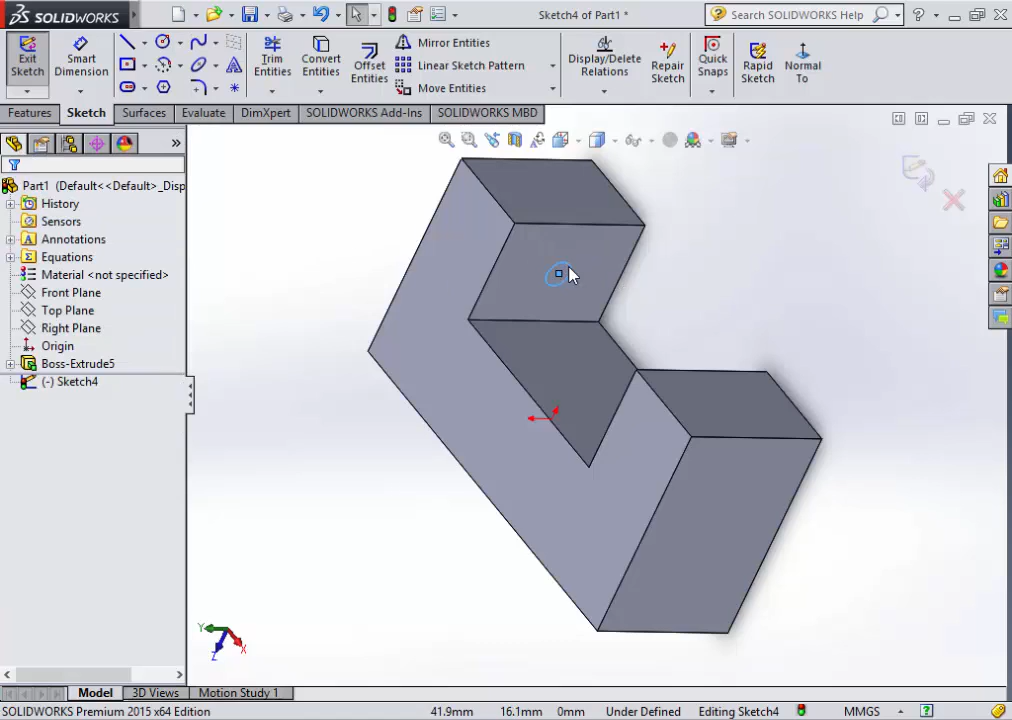 SOLIDWORKS
Sketch4 of Part1 *
Search SOLIDWORKS Help
Exit Sketch
Smart Dimension
Trim Entities
Convert Entities
Offset Entities
Mirror Entities
Linear Sketch Pattern
Move Entities
Display/Delete Relations
Repair Sketch
Quick Snaps
Rapid Sketch
Normal To
Features
Sketch
Surfaces
Evaluate
DimXpert
SOLIDWORKS Add-Ins
SOLIDWORKS MBD
Part1 (Default<<Default>_Disp
History
Sensors
Annotations
Equations
Material <not specified>
Front Plane
Top Plane
Right Plane
Origin
Boss-Extrude5
(-) Sketch4
Y
X
Z
Model
3D Views
Motion Study 1
SOLIDWORKS Premium 2015 x64 Edition
41.9mm
16.1mm
0mm
Under Defined
Editing Sketch4
MMGS